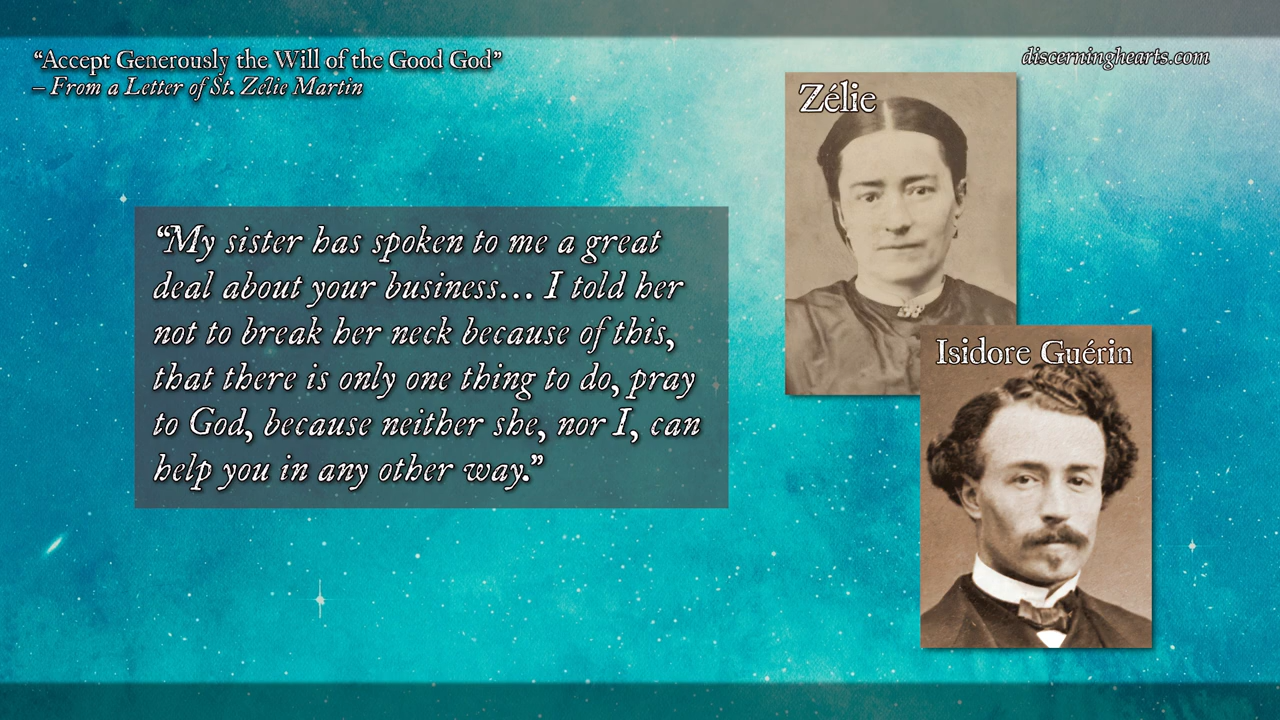 “Accept Generously the Will of the Good God”
– From a Letter of St. Zélie Martin
discerninghearts.com
Zélie
“My sister has spoken to me a great
deal about your business... I told her
not to break her neck because of this,
that there is only one thing to do, pray
to God, because neither she, nor I, can
help you in any other way.”
Isidore Guérin